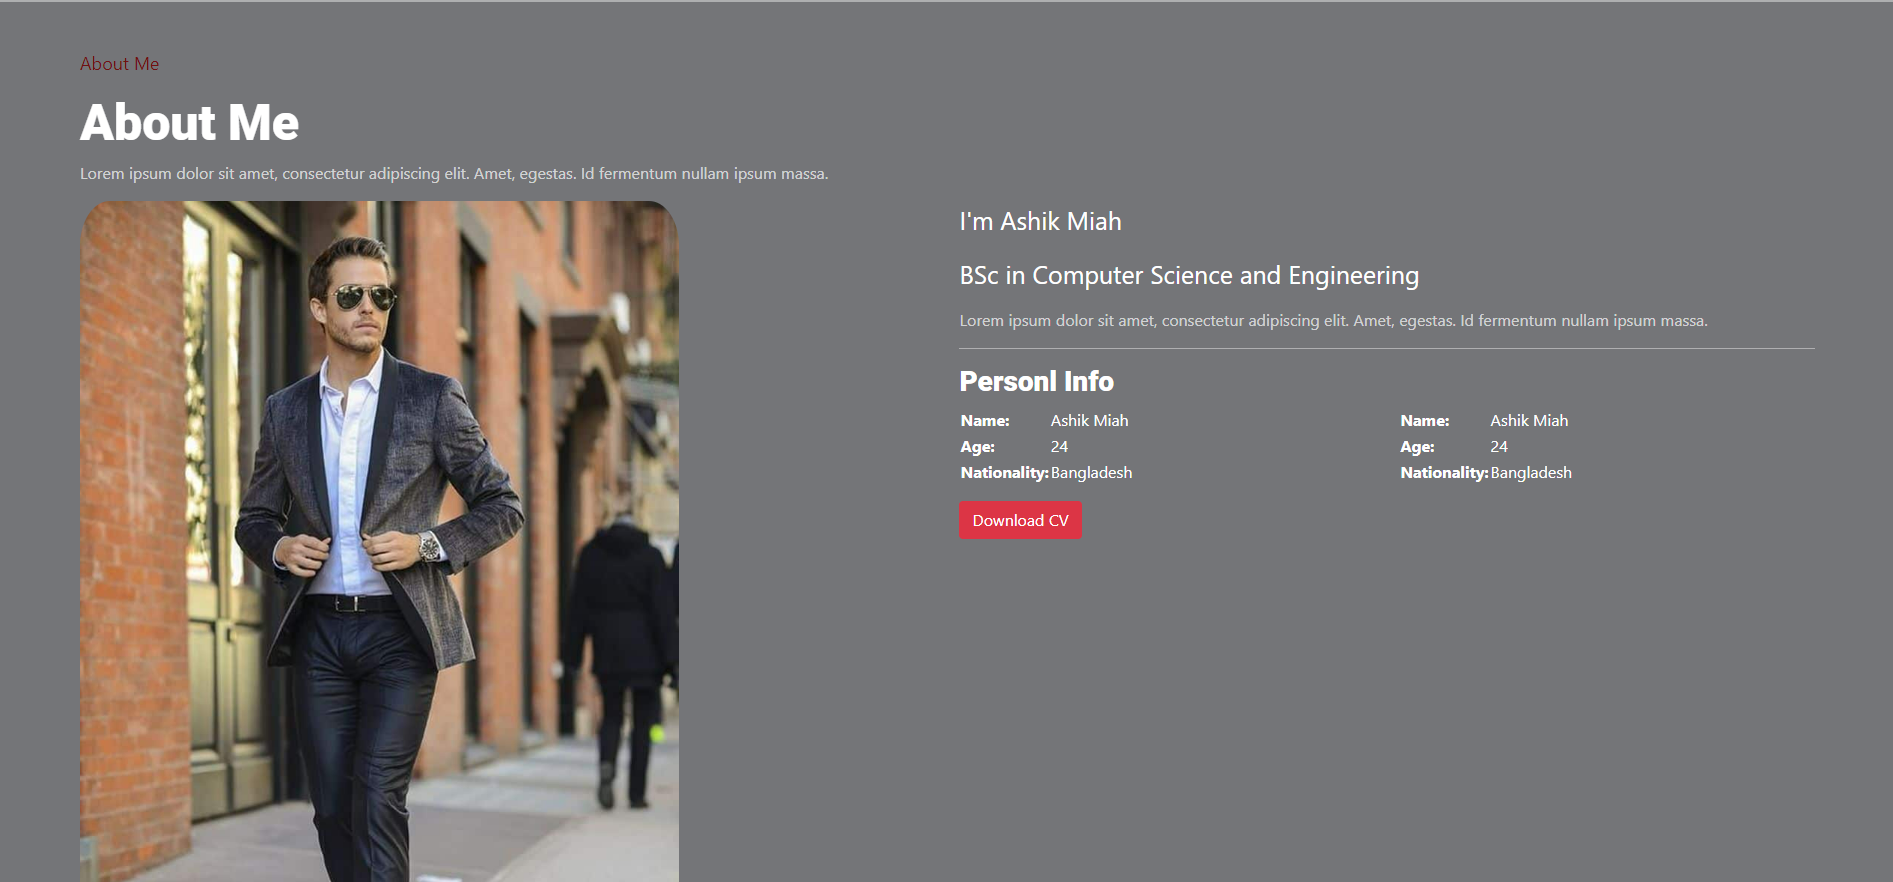 About Me
About Me
Lorem ipsum dolor sit amet, consectetur adipiscing elit. Amet, egestas. Id fermentum nullam ipsum massa.
I'm Ashik Miah
BSc in Computer Science and Engineering
Lorem ipsum dolor sit amet, consectetur adipiscing elit. Amet, egestas. Id fermentum nullam ipsum massa.
Personl Info
Name: Ashik Miah Name: Ashik Miah
Age: 24 Age: 24
Nationality: Bangladesh Nationality: Bangladesh
Download CV